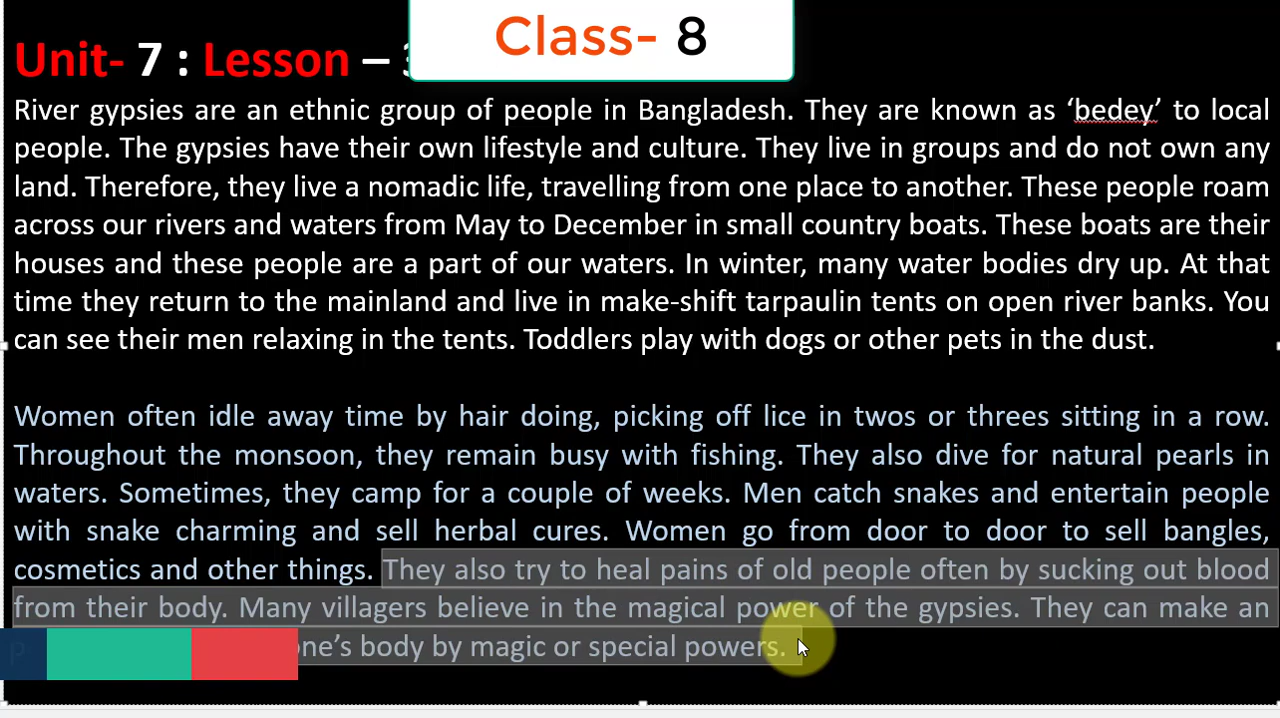 Class- 8
Unit- 7 : Lesson –
River gypsies are an ethnic group of people in Bangladesh. They are known as ‘bedey’ to local
people. The gypsies have their own lifestyle and culture. They live in groups and do not own any
land. Therefore, they live a nomadic life, travelling from one place to another. These people roam
across our rivers and waters from May to December in small country boats. These boats are their
houses and these people are a part of our waters. In winter, many water bodies dry up. At that
time they return to the mainland and live in make-shift tarpaulin tents on open river banks. You
can see their men relaxing in the tents. Toddlers play with dogs or other pets in the dust.
Women often idle away time by hair doing, picking off lice in twos or threes sitting in a row.
Throughout the monsoon, they remain busy with fishing. They also dive for natural pearls in
waters. Sometimes, they camp for a couple of weeks. Men catch snakes and entertain people
with snake charming and sell herbal cures. Women go from door to door to sell bangles,
cosmetics and other things. They also try to heal pains of old people often by sucking out blood
from their body. Many villagers believe in the magical power of the gypsies. They can make an
body by magic or special powers.